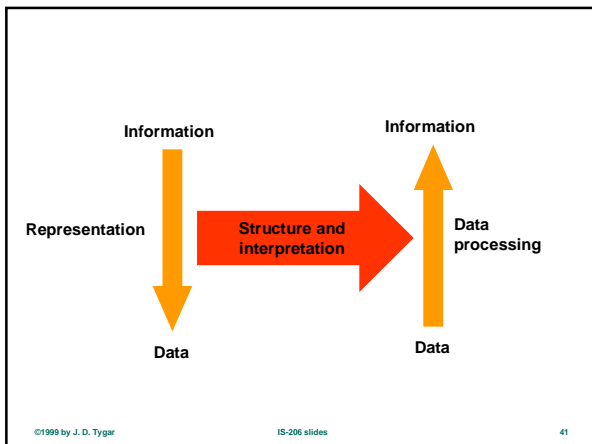 Information
Information
Representation
Structure and
interpretation
Data
processing
Data
Data
©1999 by J. D. Tygar
IS-206 slides
41